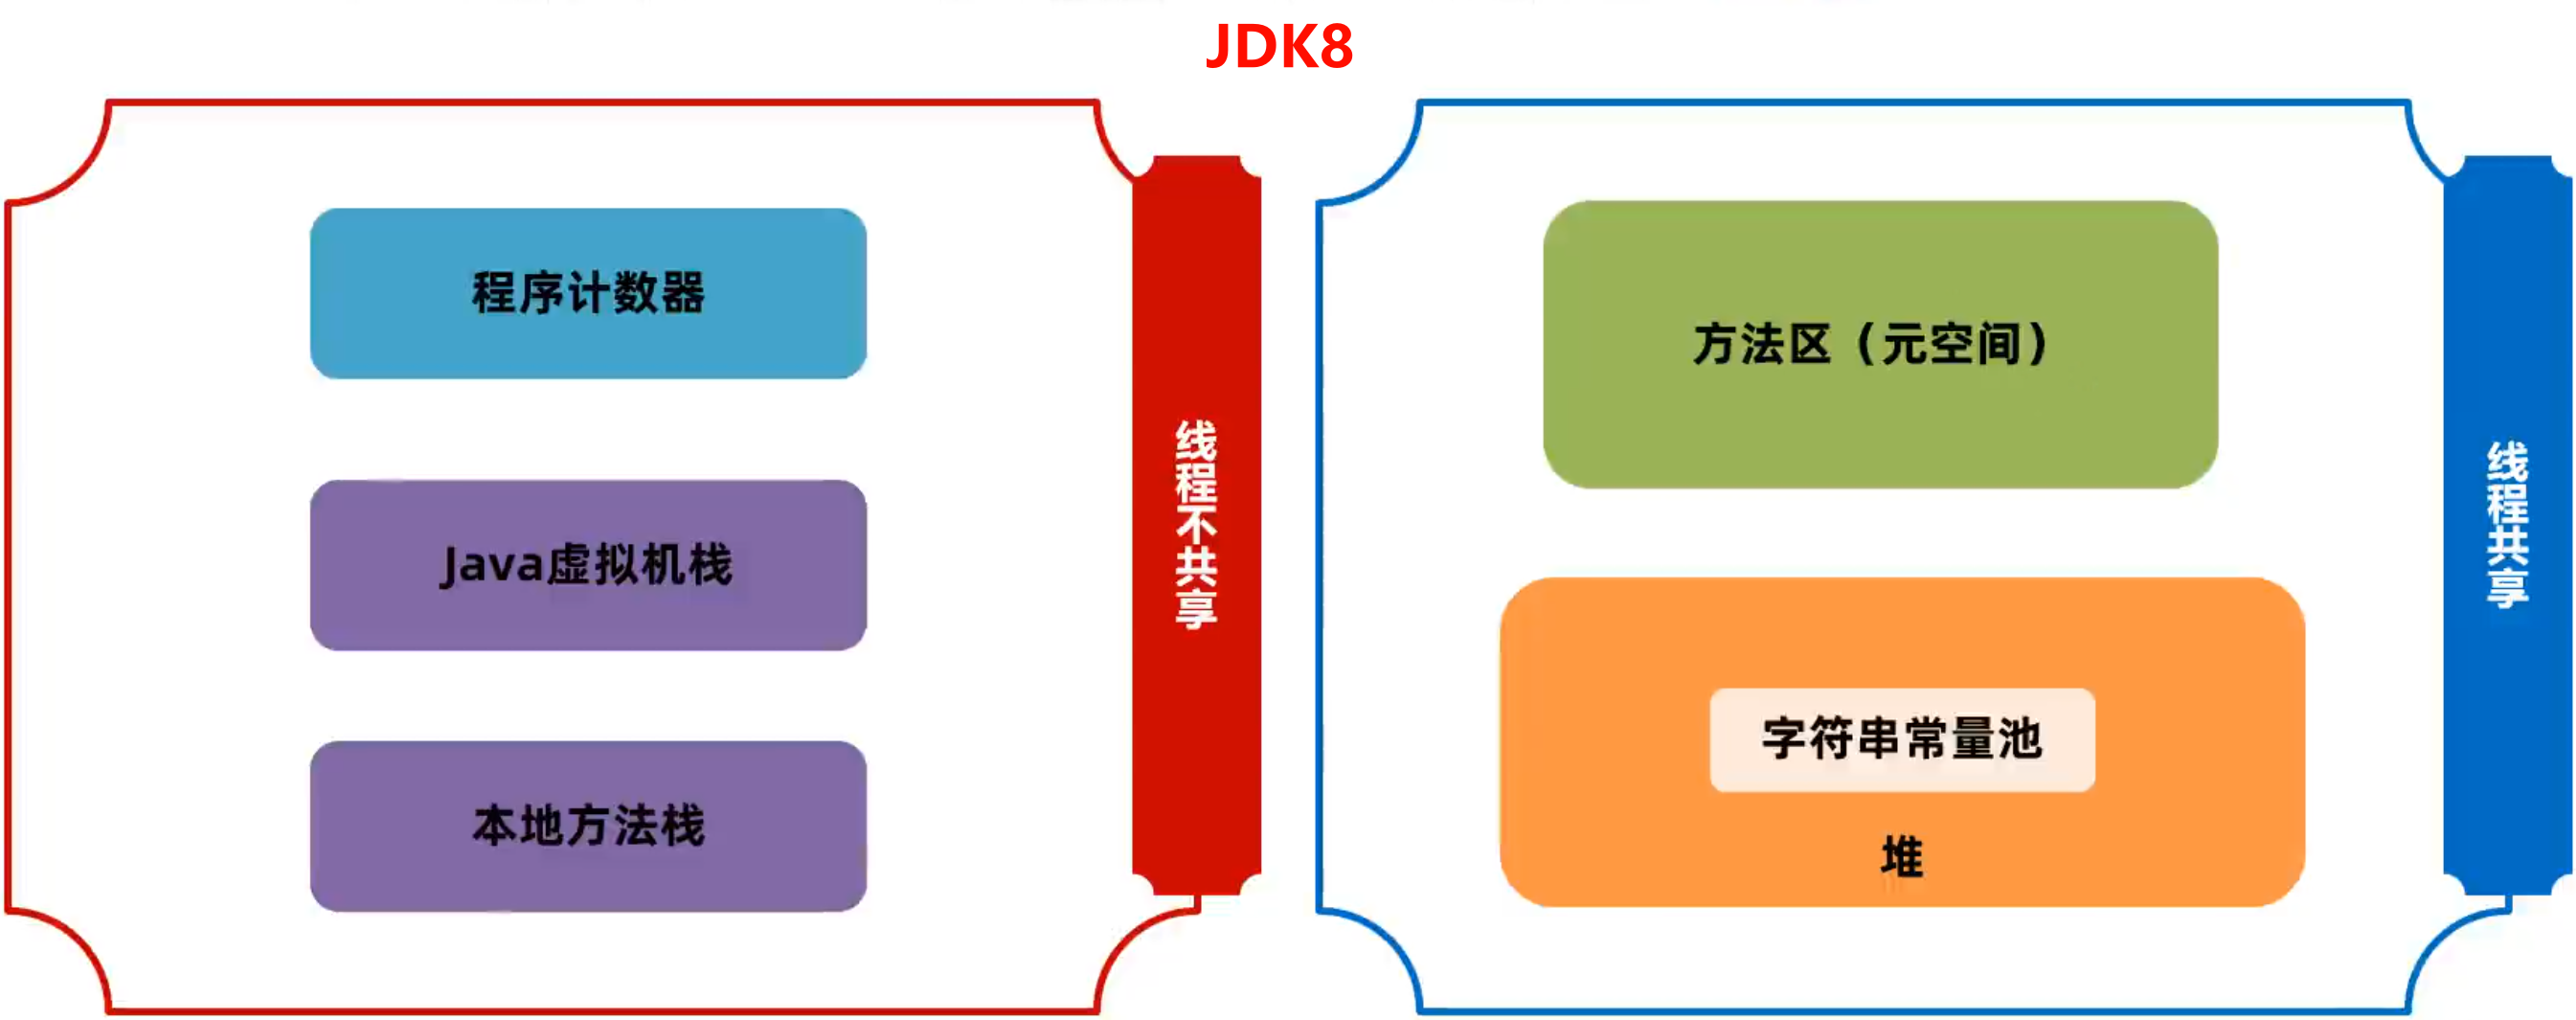 JDK8
程序计数器
Java虚拟机栈
本地方法栈
线程不共享
方法区（元空间）
字符串常量池
堆
线程共享